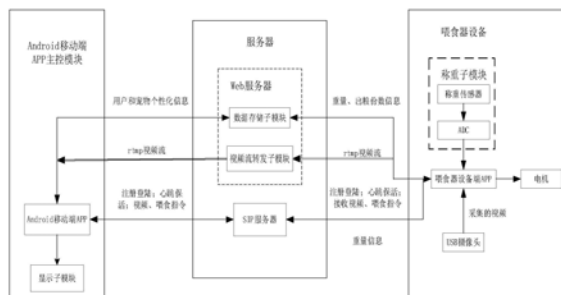 Android移动端
APP主控模块
用户和宠物个性化信息
rtmp视频流
注册登陆；心跳保
活；视频、喂食指令
Android移动端APP
显示子模块
服务器
Web服务器
数据存储子模块
视频流转发子模块
SIP服务器
重量、出粮份数信息
rtmp视频流
注册登陆；心跳保活；
接收视频、喂食指令
重量信息
喂食器设备
称重子模块
称重传感器
ADC
喂食器设备端APP
电机
采集的视频
USB摄像头